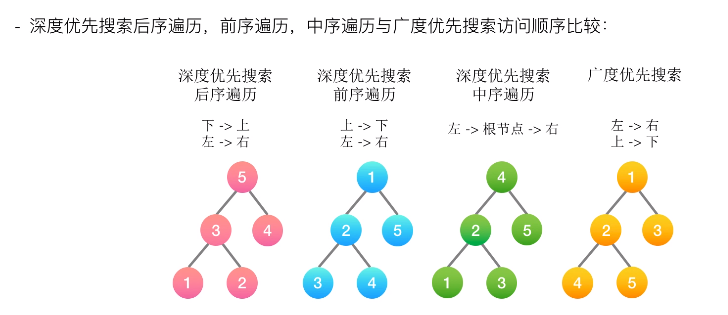 - 深度优先搜索后序遍历，前序遍历，中序遍历与广度优先搜索访问顺序比较：
深度优先搜索
后序遍历
下 -> 上
左 -> 右
5
3 4
1 2
深度优先搜索
前序遍历
上 -> 下
左 -> 右
1
2 5
3 4
深度优先搜索
中序遍历
左 -> 根节点 -> 右
4
2 5
1 3
广度优先搜索
左 -> 右
上 -> 下
1
2 3
4 5